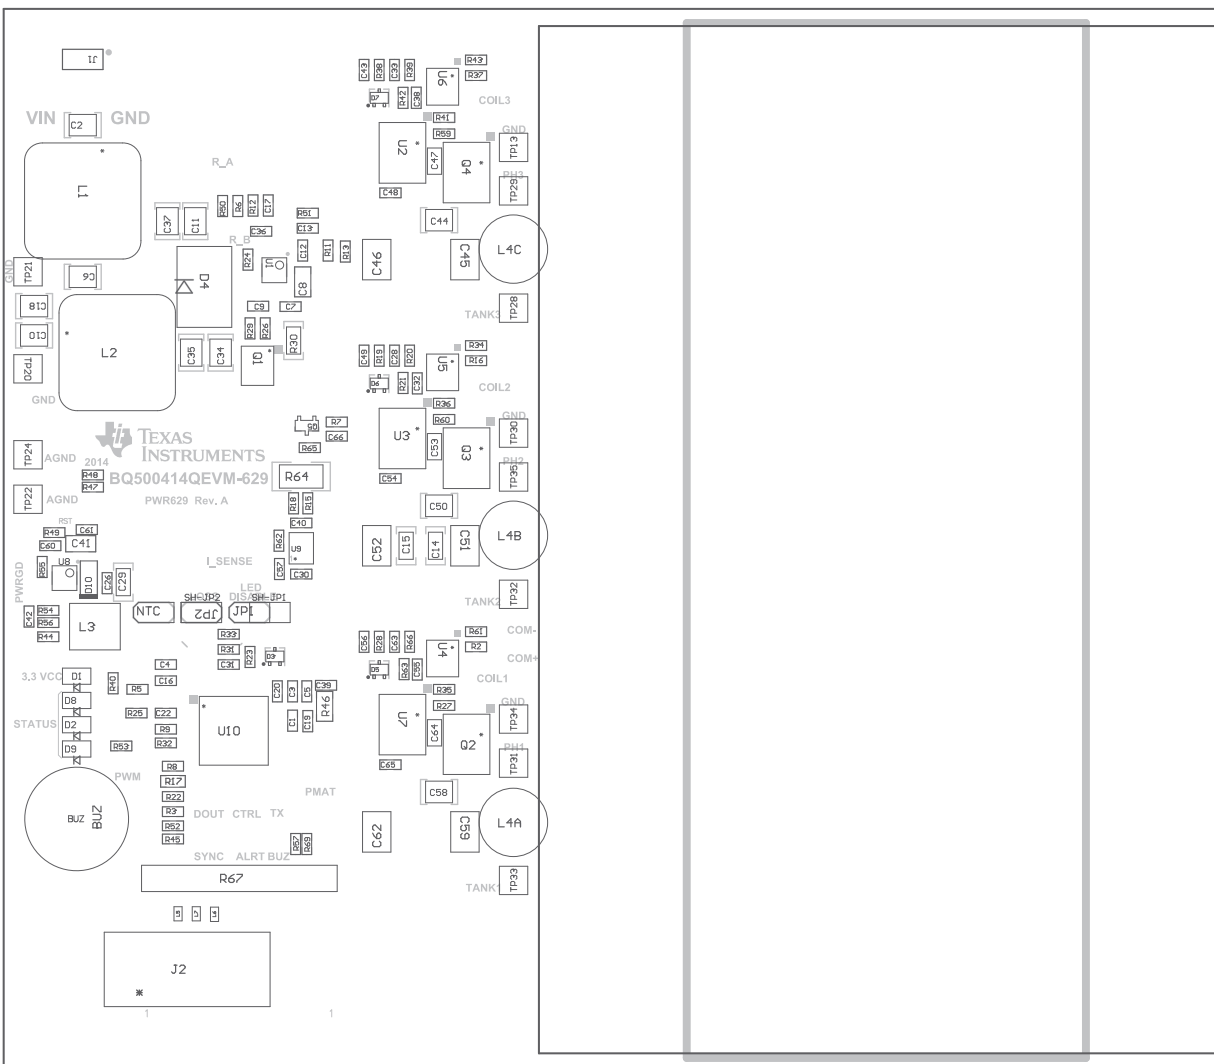 J1
VIN
C2
GND
L1
R_A
C37
C11
R50
R6
R12
C17
C36
R51
C13
R_B
R24
U1
C12
R11
R13
C8
GND
TP21
C6
D4
C18
C10
L2
C9
C7
R29
R26
R30
C35
C34
Q1
TP20
GND
C43
R38
C33
R39
U6
R43
R37
D7
R42
C38
COIL3
R41
R59
U2
C47
Q4
GND
TP13
PH3
TP29
C48
C44
C46
C45
L4C
TANK3
TP28
C49
R19
C28
R20
U5
R34
R16
D6
R21
C32
COIL2
R36
R60
U3
C53
Q3
GND
TP30
PH2
TP35
C54
C50
C52
C15
C14
C51
L4B
TANK2
TP32
TEXAS
INSTRUMENTS
2014
BQ500414QEVM-629
PWR629 Rev. A
TP24
AGND
R48
R47
TP22
AGND
R7
C66
R65
R64
R18
R15
C40
R62
U9
C57
C30
I_SENSE
RST
R49
C61
C60
C41
PWRGD
R55
U8
D10
C26
C29
LED
SH-JP2
SH-JP1
NTC
JP2
JP1
C42
R54
R56
R44
L3
R33
R31
C31
R23
D3
C4
C16
3.3 VCC
D1
R40
R5
D8
STATUS
D2
R25
C22
D9
R53
R9
R32
U10
C20
C3
C5
C39
R46
C1
C19
BUZ
BUZ
PWM
R8
R17
R22
R3
R52
R45
PMAT
DOUT
CTRL
TX
R57
R69
SYNC
ALRT
BUZ
R67
C56
R28
C63
R66
U4
R61
R2
COM-
COM+
D5
R63
C55
COIL1
R35
R27
U7
C64
Q2
GND
TP34
PH1
TP31
C65
C58
C62
C59
L4A
TP33
L7
J2
*
1
1